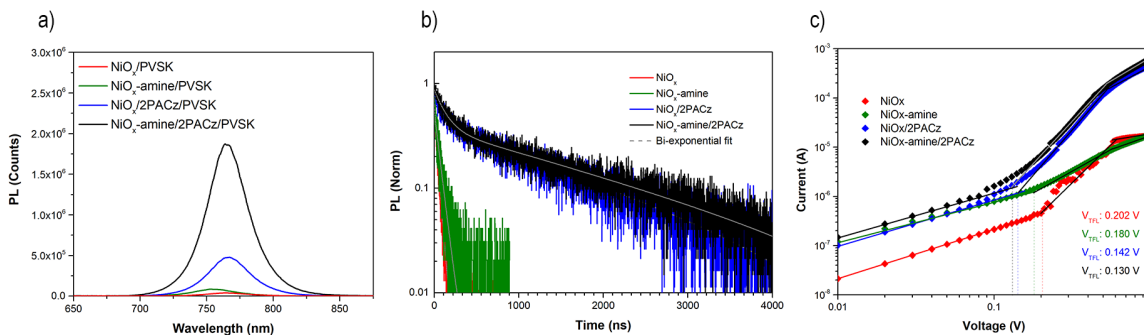 a)
3.0x10⁶
2.5x10⁶
2.0x10⁶
1.5x10⁶
1.0x10⁶
5.0x10⁵
0.0
PL (Counts)
NiOₓ/PVSK
NiOₓ-amine/PVSK
NiOₓ/2PACz/PVSK
NiOₓ-amine/2PACz/PVSK
650 700 750 800 850
Wavelength (nm)
b)
1
0.1
0.01
PL (Norm)
NiOₓ
NiOₓ-amine
NiOₓ/2PACz
NiOₓ-amine/2PACz
Bi-exponential fit
0 1000 2000 3000 4000
Time (ns)
c)
10⁻³
10⁻⁴
10⁻⁵
10⁻⁶
10⁻⁷
10⁻⁸
Current (A)
NiOx
NiOx-amine
NiOx/2PACz
NiOx-amine/2PACz
V_TFL: 0.202 V
V_TFL: 0.180 V
V_TFL: 0.142 V
V_TFL: 0.130 V
0.01 0.1
Voltage (V)